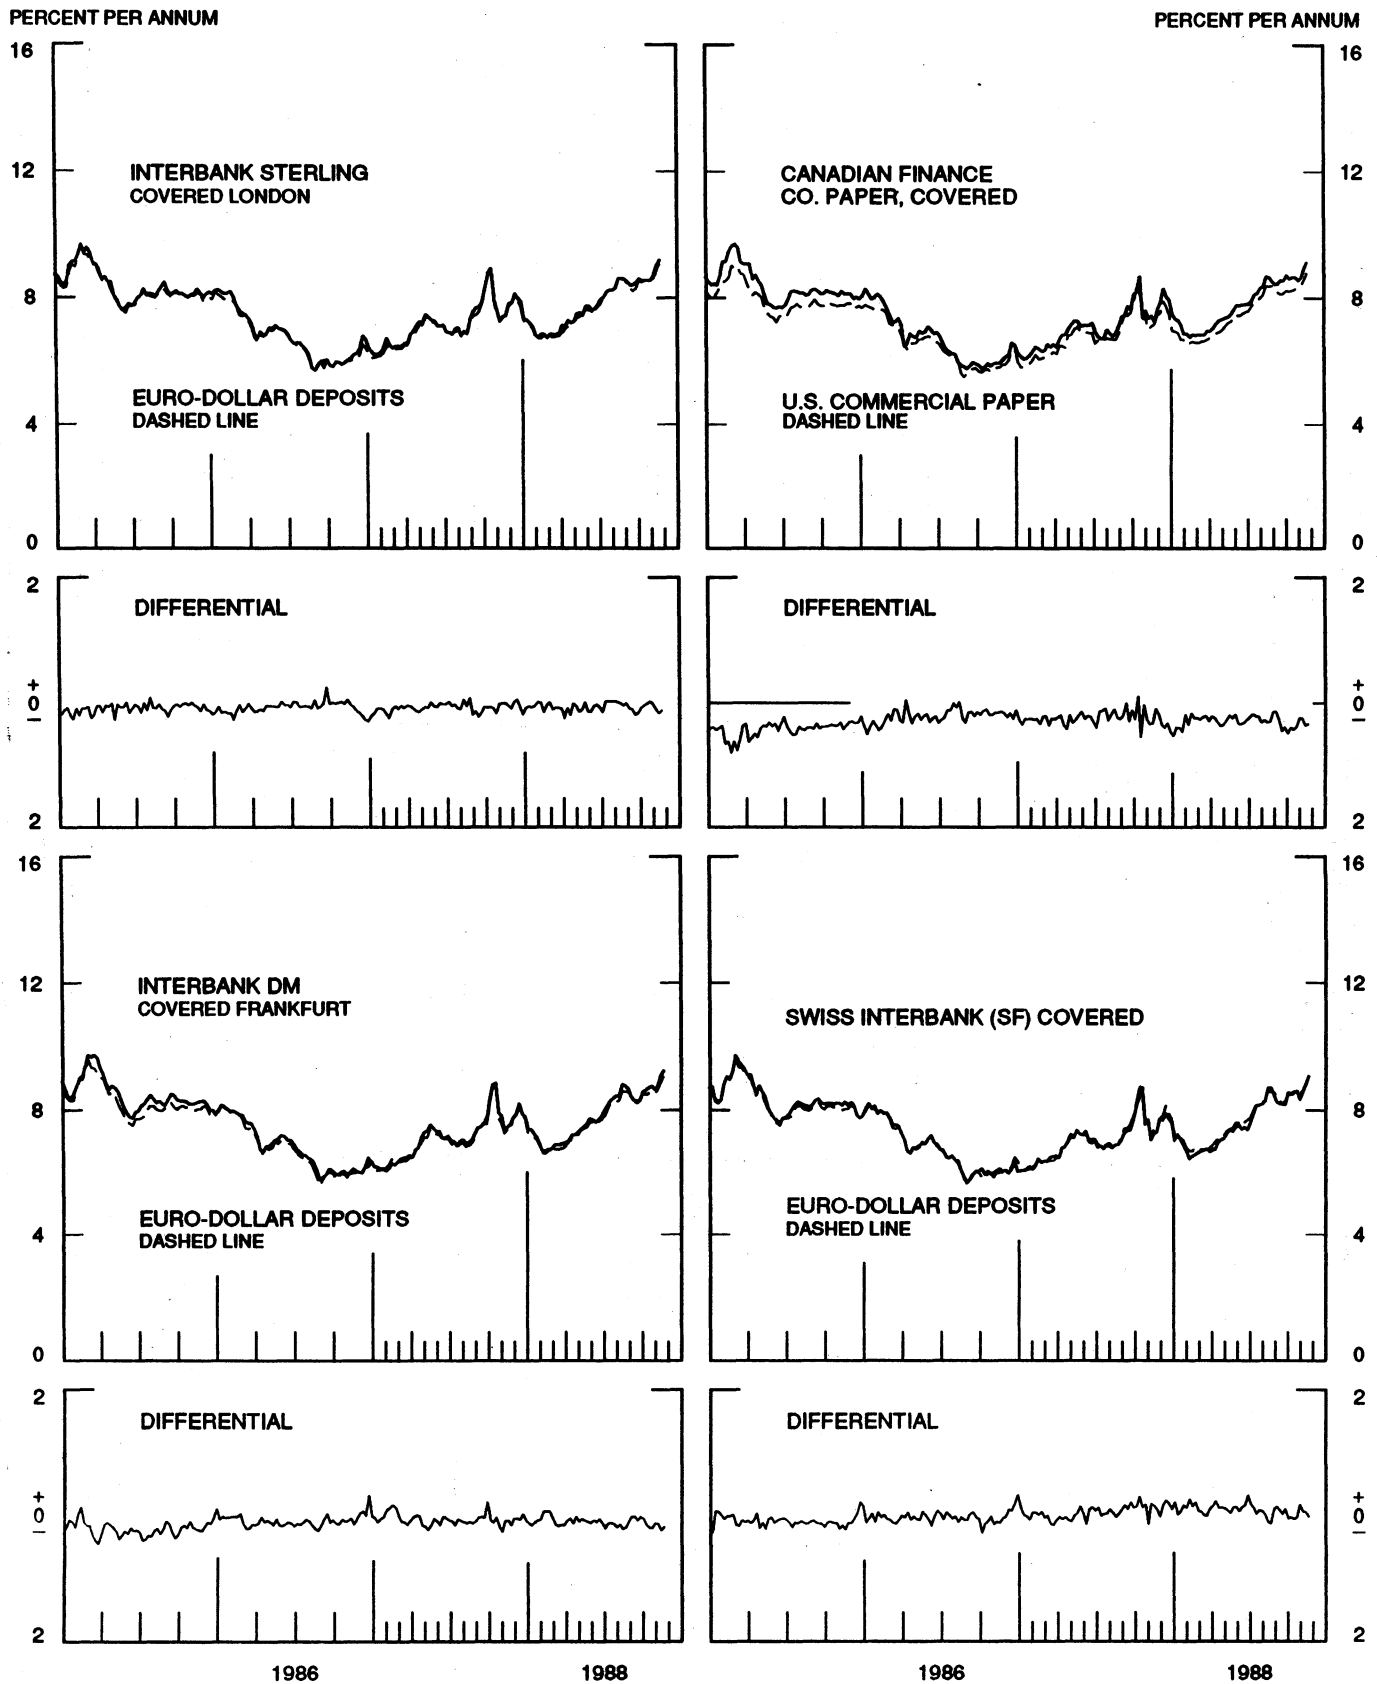 PERCENT PER ANNUM
PERCENT PER ANNUM
16
12
8
4
0
INTERBANK STERLING
COVERED LONDON
EURO-DOLLAR DEPOSITS
DASHED LINE
CANADIAN FINANCE
CO. PAPER, COVERED
U.S. COMMERCIAL PAPER
DASHED LINE
16
12
8
4
0
2
+
0
−
2
DIFFERENTIAL
DIFFERENTIAL
2
+
0
−
2
16
12
8
4
0
INTERBANK DM
COVERED FRANKFURT
EURO-DOLLAR DEPOSITS
DASHED LINE
SWISS INTERBANK (SF) COVERED
EURO-DOLLAR DEPOSITS
DASHED LINE
16
12
8
4
0
2
+
0
−
2
DIFFERENTIAL
DIFFERENTIAL
2
+
0
−
2
1986
1988
1986
1988